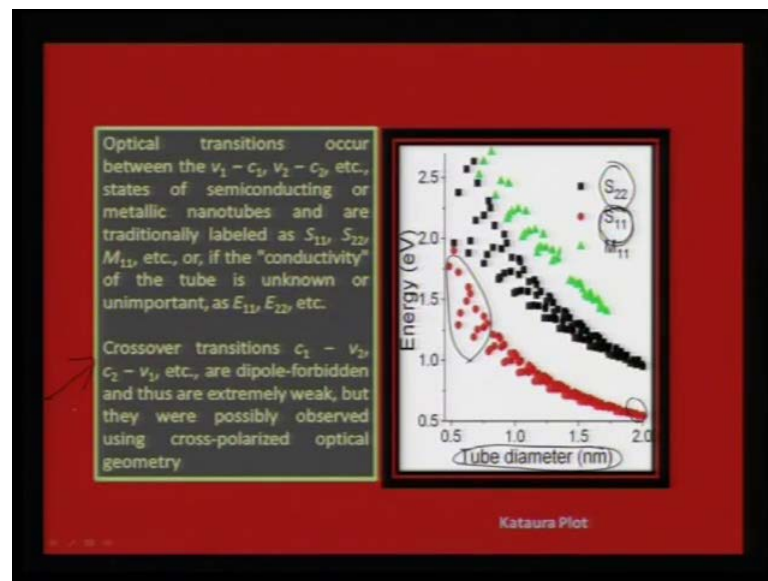 Optical transitions occur
between the v₁ – c₁, v₂ – c₂, etc.,
states of semiconducting or
metallic nanotubes and are
traditionally labeled as S₁₁, S₂₂,
M₁₁, etc., or, if the "conductivity"
of the tube is unknown or
unimportant, as E₁₁, E₂₂, etc.
Crossover transitions c₁ – v₂,
c₂ – v₁, etc., are dipole-forbidden
and thus are extremely weak, but
they were possibly observed
using cross-polarized optical
geometry
Energy (eV)
2.5
2.0
1.5
1.0
0.5
S₂₂
S₁₁
M₁₁
0.5 1.0 1.5 2.0
Tube diameter (nm)
Kataura Plot